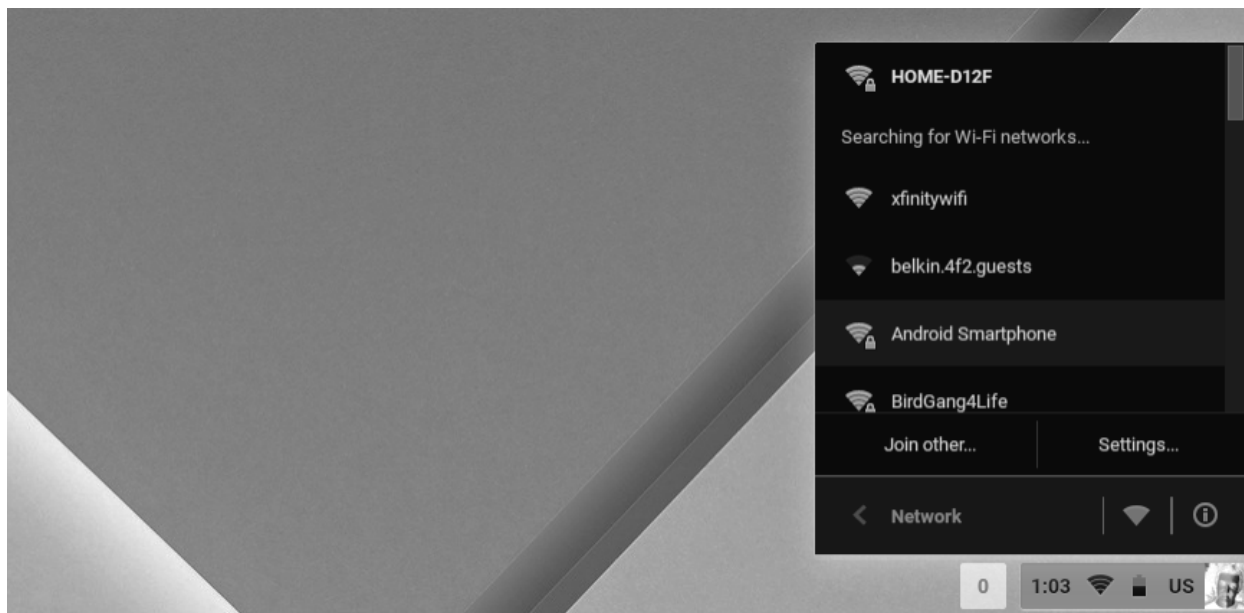 HOME-D12F
Searching for Wi-Fi networks...
xfinitywifi
belkin.4f2.guests
Android Smartphone
BirdGang4Life
Join other...
Settings...
Network
0
1:03
US